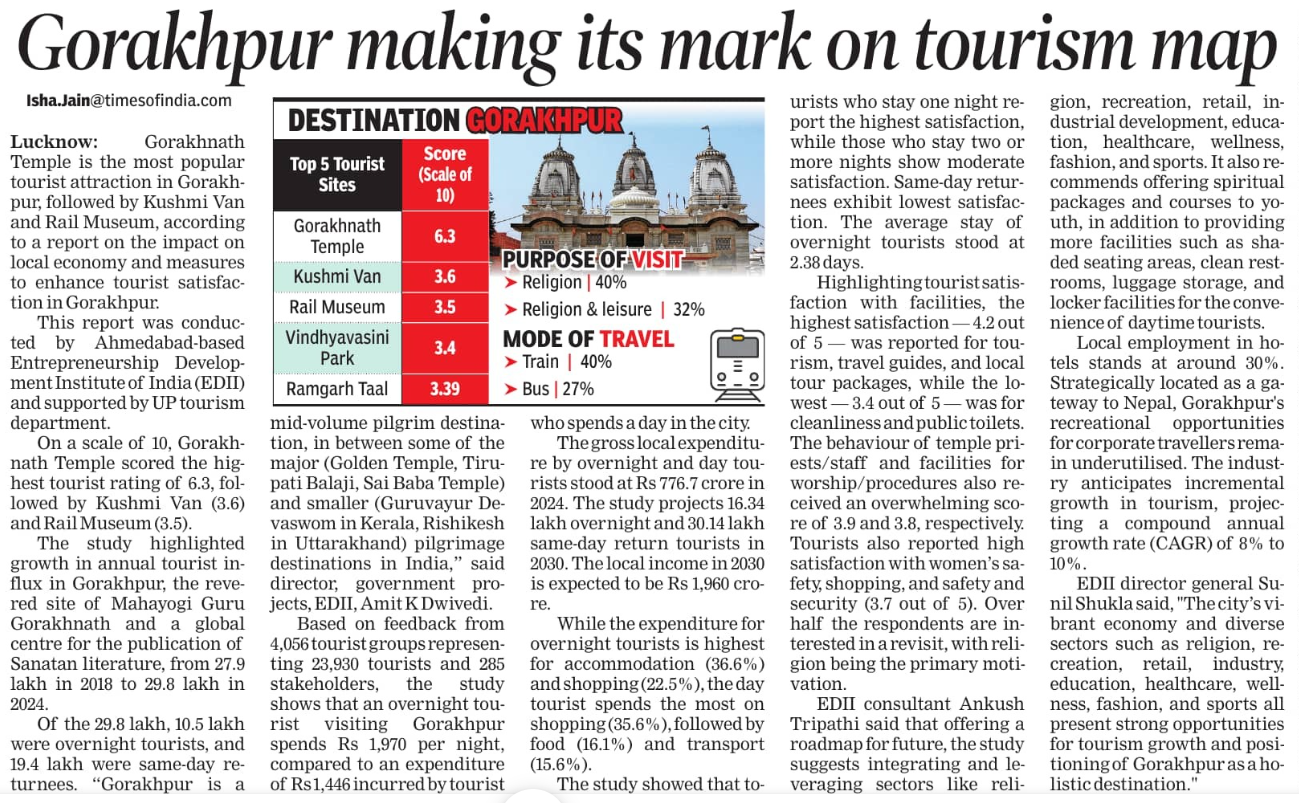 Gorakhpur making its mark on tourism map
Isha.Jain@timesofindia.com
Lucknow: Gorakhnath
Temple is the most popular
tourist attraction in Gorakh-
pur, followed by Kushmi Van
and Rail Museum, according
to a report on the impact on
local economy and measures
to enhance tourist satisfac-
tion in Gorakhpur.
This report was conduc-
ted by Ahmedabad-based
Entrepreneurship Develop-
ment Institute of India (EDII)
and supported by UP tourism
department.
On a scale of 10, Gorakh-
nath Temple scored the hig-
hest tourist rating of 6.3, fol-
lowed by Kushmi Van (3.6)
and Rail Museum (3.5).
The study highlighted
growth in annual tourist in-
flux in Gorakhpur, the reve-
red site of Mahayogi Guru
Gorakhnath and a global
centre for the publication of
Sanatan literature, from 27.9
lakh in 2018 to 29.8 lakh in
2024.
Of the 29.8 lakh, 10.5 lakh
were overnight tourists, and
19.4 lakh were same-day re-
turnees. “Gorakhpur is a
DESTINATION GORAKHPUR
Top 5 Tourist
Sites
Score
(Scale of
10)
Gorakhnath
Temple
6.3
Kushmi Van 3.6
Rail Museum 3.5
Vindhyavasini
Park
3.4
Ramgarh Taal 3.39
PURPOSE OF VISIT
➤ Religion | 40%
➤ Religion & leisure | 32%
MODE OF TRAVEL
➤ Train | 40%
➤ Bus | 27%
mid-volume pilgrim destina-
tion, in between some of the
major (Golden Temple, Tiru-
pati Balaji, Sai Baba Temple)
and smaller (Guruvayur De-
vaswom in Kerala, Rishikesh
in Uttarakhand) pilgrimage
destinations in India,” said
director, government pro-
jects, EDII, Amit K Dwivedi.
Based on feedback from
4,056 tourist groups represen-
ting 23,930 tourists and 285
stakeholders, the study
shows that an overnight tou-
rist visiting Gorakhpur
spends Rs 1,970 per night,
compared to an expenditure
of Rs 1,446 incurred by tourist
who spends a day in the city.
The gross local expenditu-
re by overnight and day tou-
rists stood at Rs 776.7 crore in
2024. The study projects 16.34
lakh overnight and 30.14 lakh
same-day return tourists in
2030. The local income in 2030
is expected to be Rs 1,960 cro-
re.
While the expenditure for
overnight tourists is highest
for accommodation (36.6%)
and shopping (22.5%), the day
tourist spends the most on
shopping (35.6%), followed by
food (16.1%) and transport
(15.6%).
The study showed that to-
urists who stay one night re-
port the highest satisfaction,
while those who stay two or
more nights show moderate
satisfaction. Same-day retur-
nees exhibit lowest satisfac-
tion. The average stay of
overnight tourists stood at
2.38 days.
Highlighting tourist satis-
faction with facilities, the
highest satisfaction — 4.2 out
of 5 — was reported for tou-
rism, travel guides, and local
tour packages, while the lo-
west — 3.4 out of 5 — was for
cleanliness and public toilets.
The behaviour of temple pri-
ests/staff and facilities for
worship/procedures also re-
ceived an overwhelming sco-
re of 3.9 and 3.8, respectively.
Tourists also reported high
satisfaction with women’s sa-
fety, shopping, and safety and
security (3.7 out of 5). Over
half the respondents are in-
terested in a revisit, with reli-
gion being the primary moti-
vation.
EDII consultant Ankush
Tripathi said that offering a
roadmap for future, the study
suggests integrating and le-
veraging sectors like reli-
gion, recreation, retail, in-
dustrial development, educa-
tion, healthcare, wellness,
fashion, and sports. It also re-
commends offering spiritual
packages and courses to yo-
uth, in addition to providing
more facilities such as sha-
ded seating areas, clean rest-
rooms, luggage storage, and
locker facilities for the conve-
nience of daytime tourists.
Local employment in ho-
tels stands at around 30%.
Strategically located as a ga-
teway to Nepal, Gorakhpur's
recreational opportunities
for corporate travellers rema-
in underutilised. The indust-
ry anticipates incremental
growth in tourism, projec-
ting a compound annual
growth rate (CAGR) of 8% to
10%.
EDII director general Su-
nil Shukla said, "The city’s vi-
brant economy and diverse
sectors such as religion, re-
creation, retail, industry,
education, healthcare, well-
ness, fashion, and sports all
present strong opportunities
for tourism growth and posi-
tioning of Gorakhpur as a ho-
listic destination."